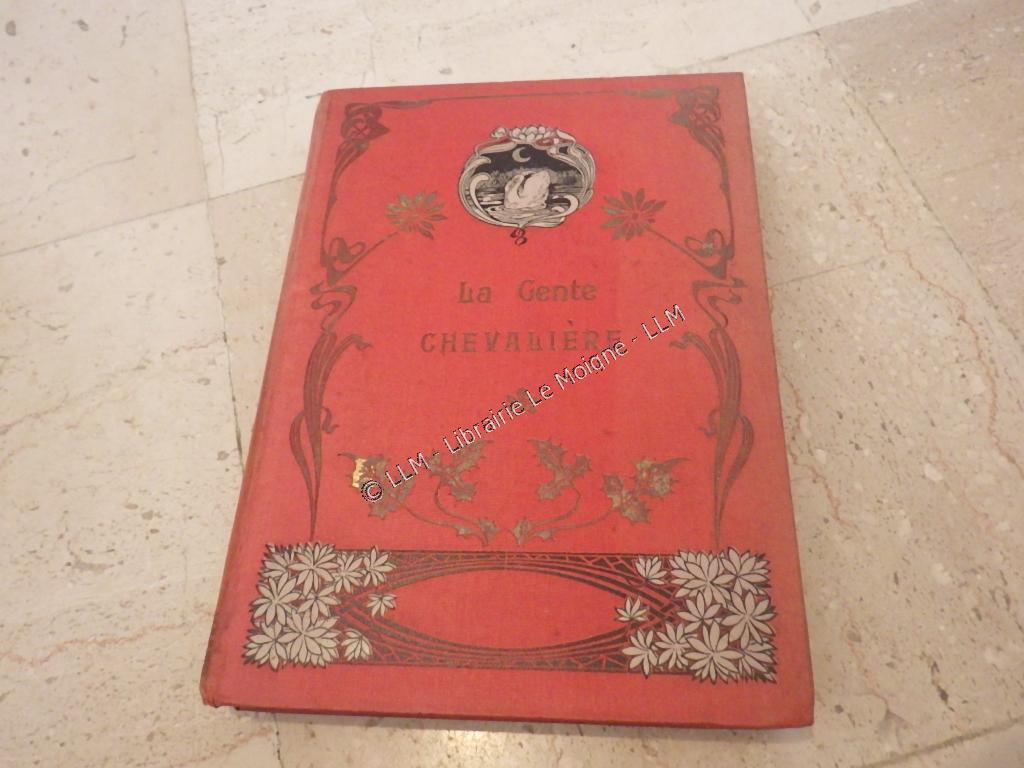 La Gente
CHEVALIÈRE
© LLM - Librairie Le Moigne - LLM